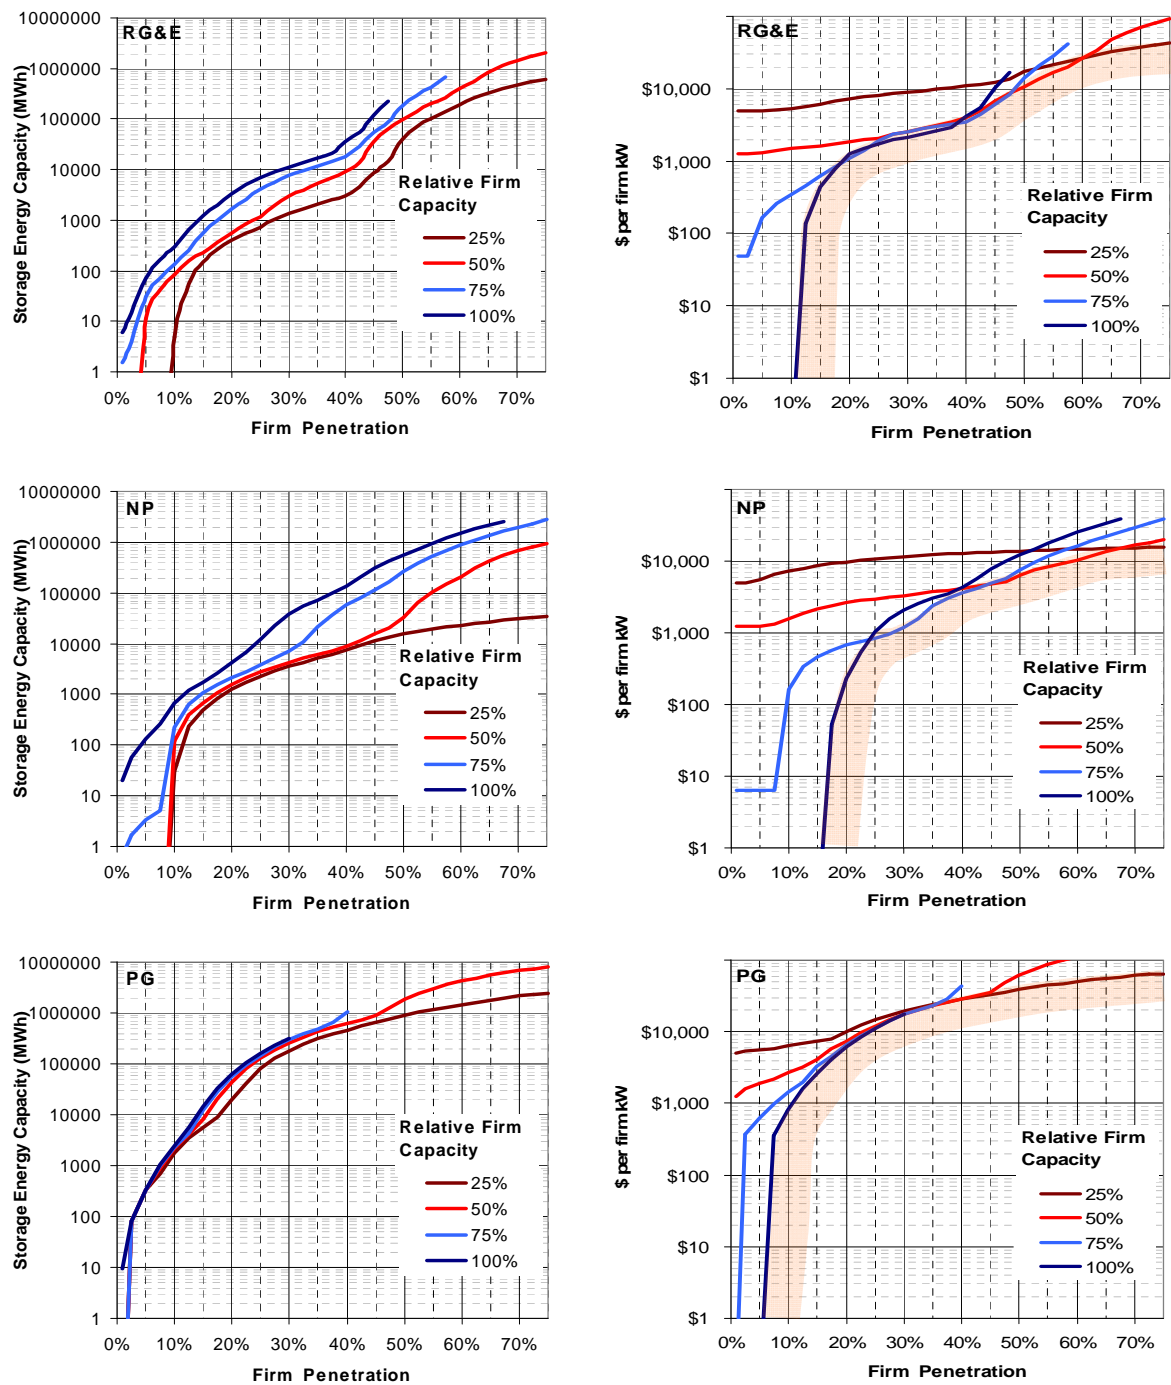 RG&E
Storage Energy Capacity (MWh)
10000000
1000000
100000
10000
1000
100
10
1
Relative Firm
Capacity
25%
50%
75%
100%
0% 10% 20% 30% 40% 50% 60% 70%
Firm Penetration
RG&E
$ per firm kW
$10,000
$1,000
$100
$10
$1
Relative Firm
Capacity
25%
50%
75%
100%
0% 10% 20% 30% 40% 50% 60% 70%
Firm Penetration
NP
Storage Energy Capacity (MWh)
10000000
1000000
100000
10000
1000
100
10
1
Relative Firm
Capacity
25%
50%
75%
100%
0% 10% 20% 30% 40% 50% 60% 70%
Firm Penetration
NP
$ per firm kW
$10,000
$1,000
$100
$10
$1
Relative Firm
Capacity
25%
50%
75%
100%
0% 10% 20% 30% 40% 50% 60% 70%
Firm Penetration
PG
Storage Energy Capacity (MWh)
10000000
1000000
100000
10000
1000
100
10
1
Relative Firm
Capacity
25%
50%
75%
100%
0% 10% 20% 30% 40% 50% 60% 70%
Firm Penetration
PG
$ per firm kW
$10,000
$1,000
$100
$10
$1
Relative Firm
Capacity
25%
50%
75%
100%
0% 10% 20% 30% 40% 50% 60% 70%
Firm Penetration